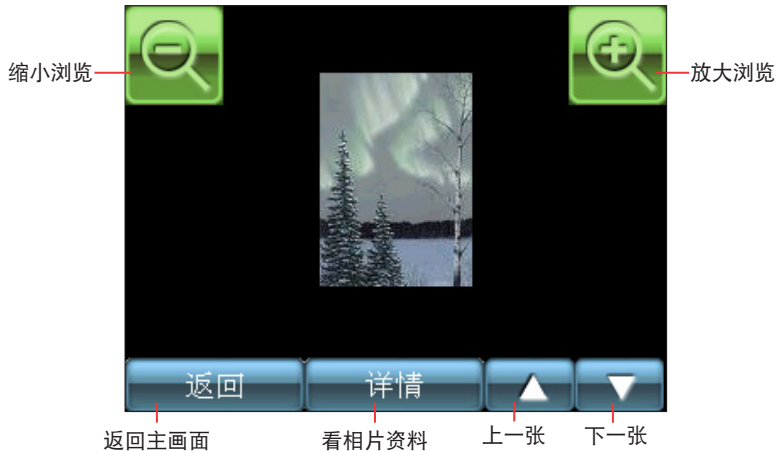 缩小浏览
放大浏览
返回
详情
返回主画面
看相片资料
上一张
下一张